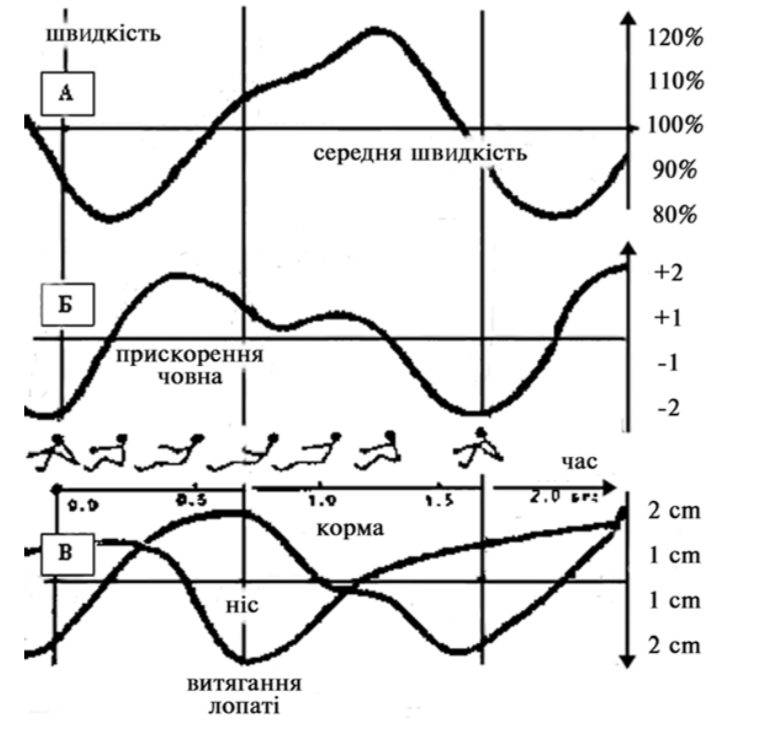 швидкість
120%
А
110%
100%
середня швидкість
90%
80%
Б
+2
+1
прискорення
човна
-1
-2
час
0.0
0.5
1.0
1.5
2.0
2 cm
корма
В
1 cm
ніс
1 cm
2 cm
витягання
лопаті